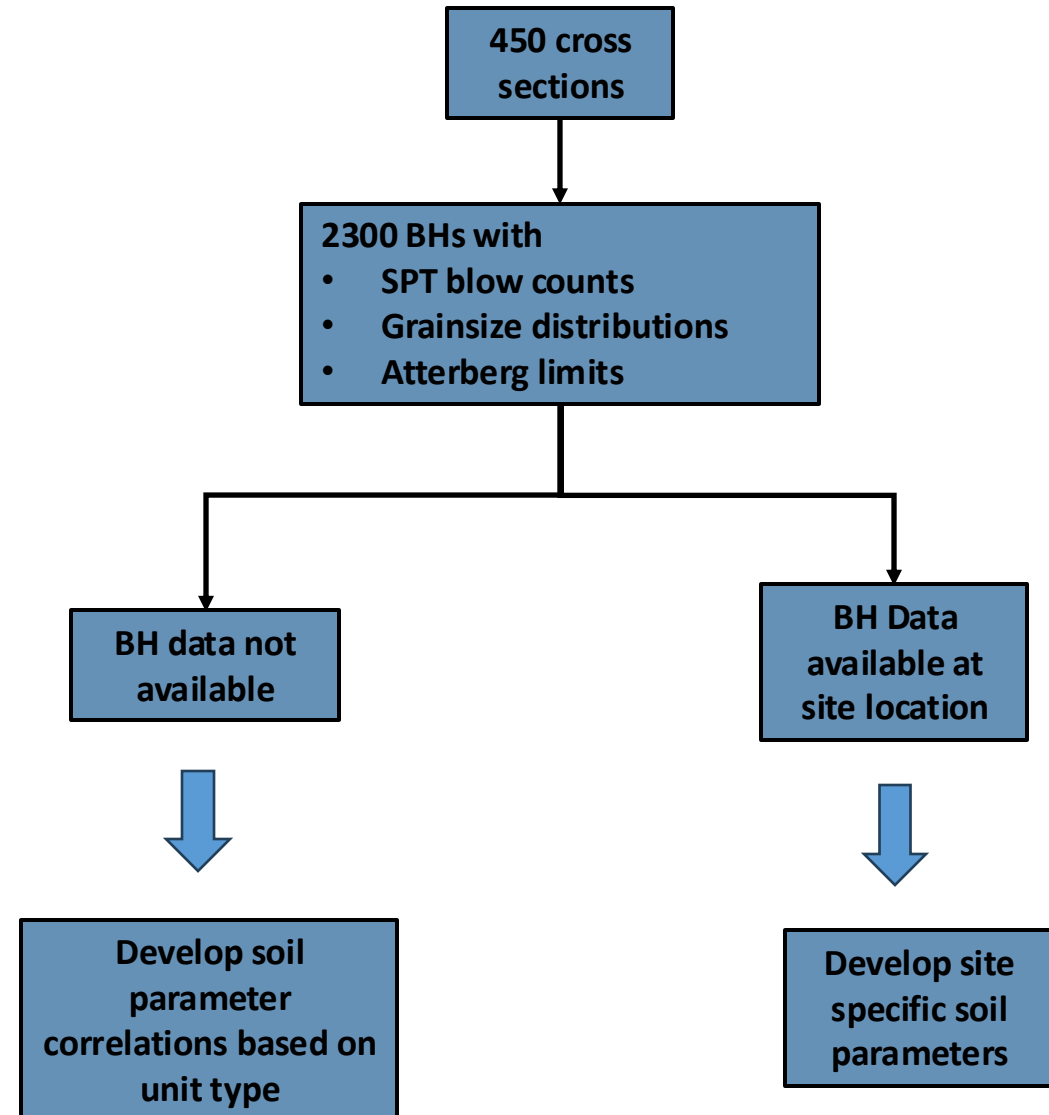 450 cross
sections
2300 BHs with
• SPT blow counts
• Grainsize distributions
• Atterberg limits
BH data not
available
BH Data
available at
site location
Develop soil
parameter
correlations based on
unit type
Develop site
specific soil
parameters